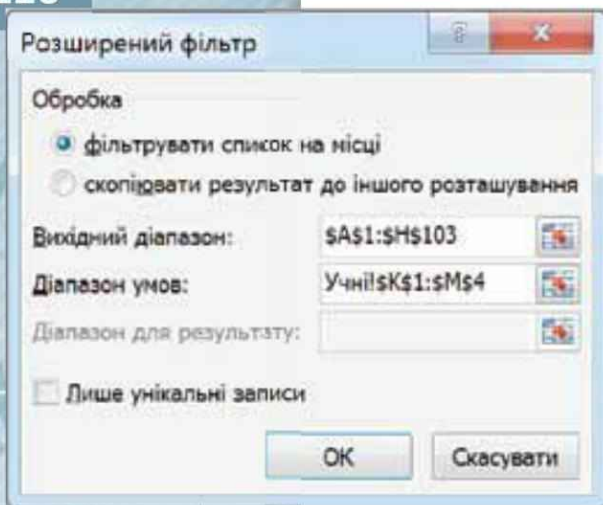 Розширений фільтр
Обробка
фільтрувати список на місці
скопіювати результат до іншого розташування
Вихідний діапазон: $A$1:$H$103
Діапазон умов: Учні!$K$1:$M$4
Діапазон для результату:
Лише унікальні записи
ОК Скасувати